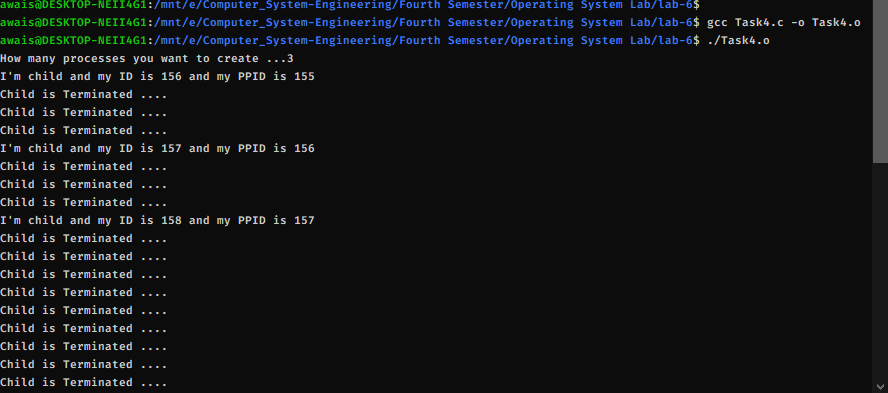 awais@DESKTOP-NEII4G1:/mnt/e/Computer_System-Engineering/Fourth Semester/Operating System Lab/lab-6$
awais@DESKTOP-NEII4G1:/mnt/e/Computer_System-Engineering/Fourth Semester/Operating System Lab/lab-6$ gcc Task4.c -o Task4.o
awais@DESKTOP-NEII4G1:/mnt/e/Computer_System-Engineering/Fourth Semester/Operating System Lab/lab-6$ ./Task4.o
How many processes you want to create ...3
I'm child and my ID is 156 and my PPID is 155
Child is Terminated ....
Child is Terminated ....
Child is Terminated ....
I'm child and my ID is 157 and my PPID is 156
Child is Terminated ....
Child is Terminated ....
Child is Terminated ....
I'm child and my ID is 158 and my PPID is 157
Child is Terminated ....
Child is Terminated ....
Child is Terminated ....
Child is Terminated ....
Child is Terminated ....
Child is Terminated ....
Child is Terminated ....
Child is Terminated ....
Child is Terminated ....